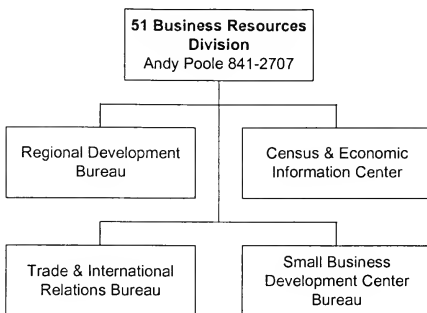 51 Business Resources
Division
Andy Poole 841-2707
Regional Development
Bureau
Census & Economic
Information Center
Trade & International
Relations Bureau
Small Business
Development Center
Bureau